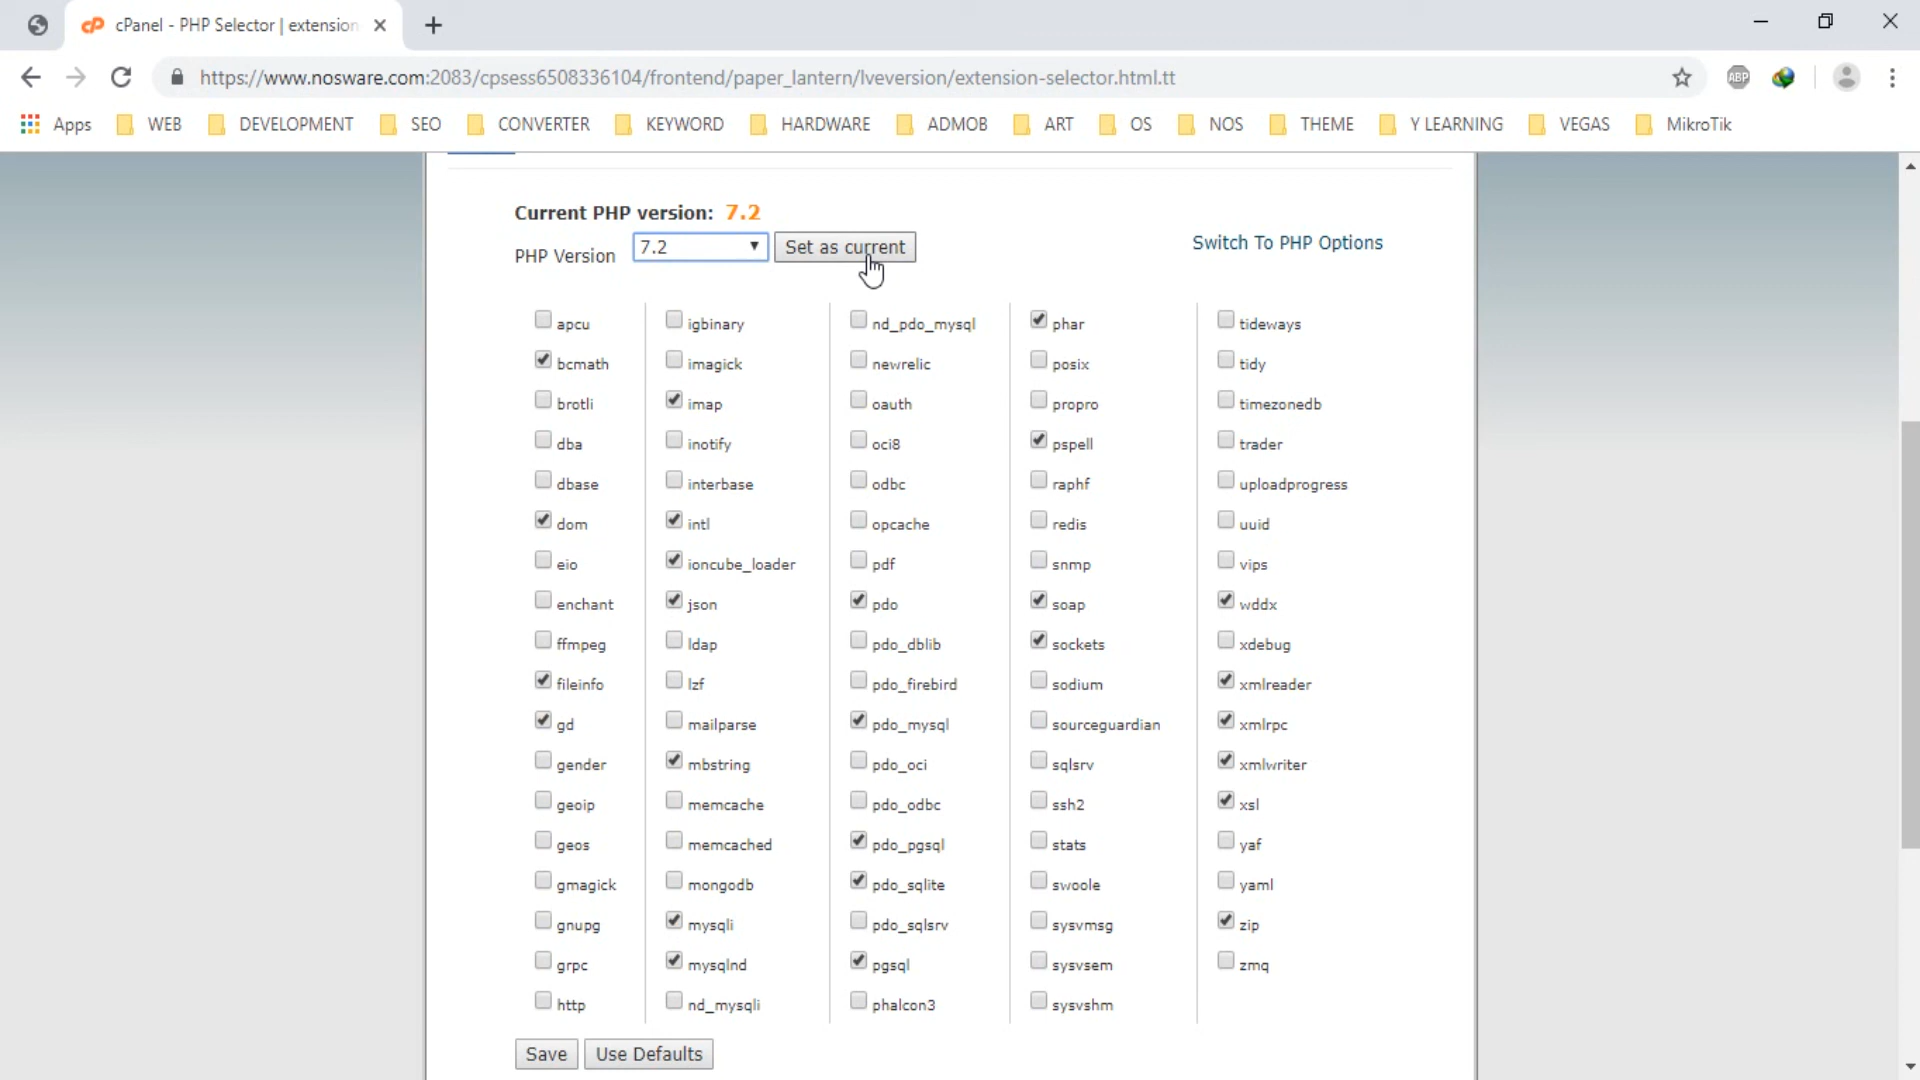 cPanel - PHP Selector | extension
https://www.nosware.com:2083/cpsess6508336104/frontend/paper_lantern/lveversion/extension-selector.html.tt
ABP
Apps WEB DEVELOPMENT SEO CONVERTER KEYWORD HARDWARE ADMOB ART OS NOS THEME Y LEARNING VEGAS MikroTik
Current PHP version: 7.2
PHP Version 7.2 Set as current Switch To PHP Options
apcu igbinary nd_pdo_mysql phar tideways
bcmath imagick newrelic posix tidy
brotli imap oauth propro timezonedb
dba inotify oci8 pspell trader
dbase interbase odbc raphf uploadprogress
dom intl opcache redis uuid
eio ioncube_loader pdf snmp vips
enchant json pdo soap wddx
ffmpeg ldap pdo_dblib sockets xdebug
fileinfo lzf pdo_firebird sodium xmlreader
gd mailparse pdo_mysql sourceguardian xmlrpc
gender mbstring pdo_oci sqlsrv xmlwriter
geoip memcache pdo_odbc ssh2 xsl
geos memcached pdo_pgsql stats yaf
gmagick mongodb pdo_sqlite swoole yaml
gnupg mysqli pdo_sqlsrv sysvmsg zip
grpc mysqlnd pgsql sysvsem zmq
http nd_mysqli phalcon3 sysvshm
Save Use Defaults